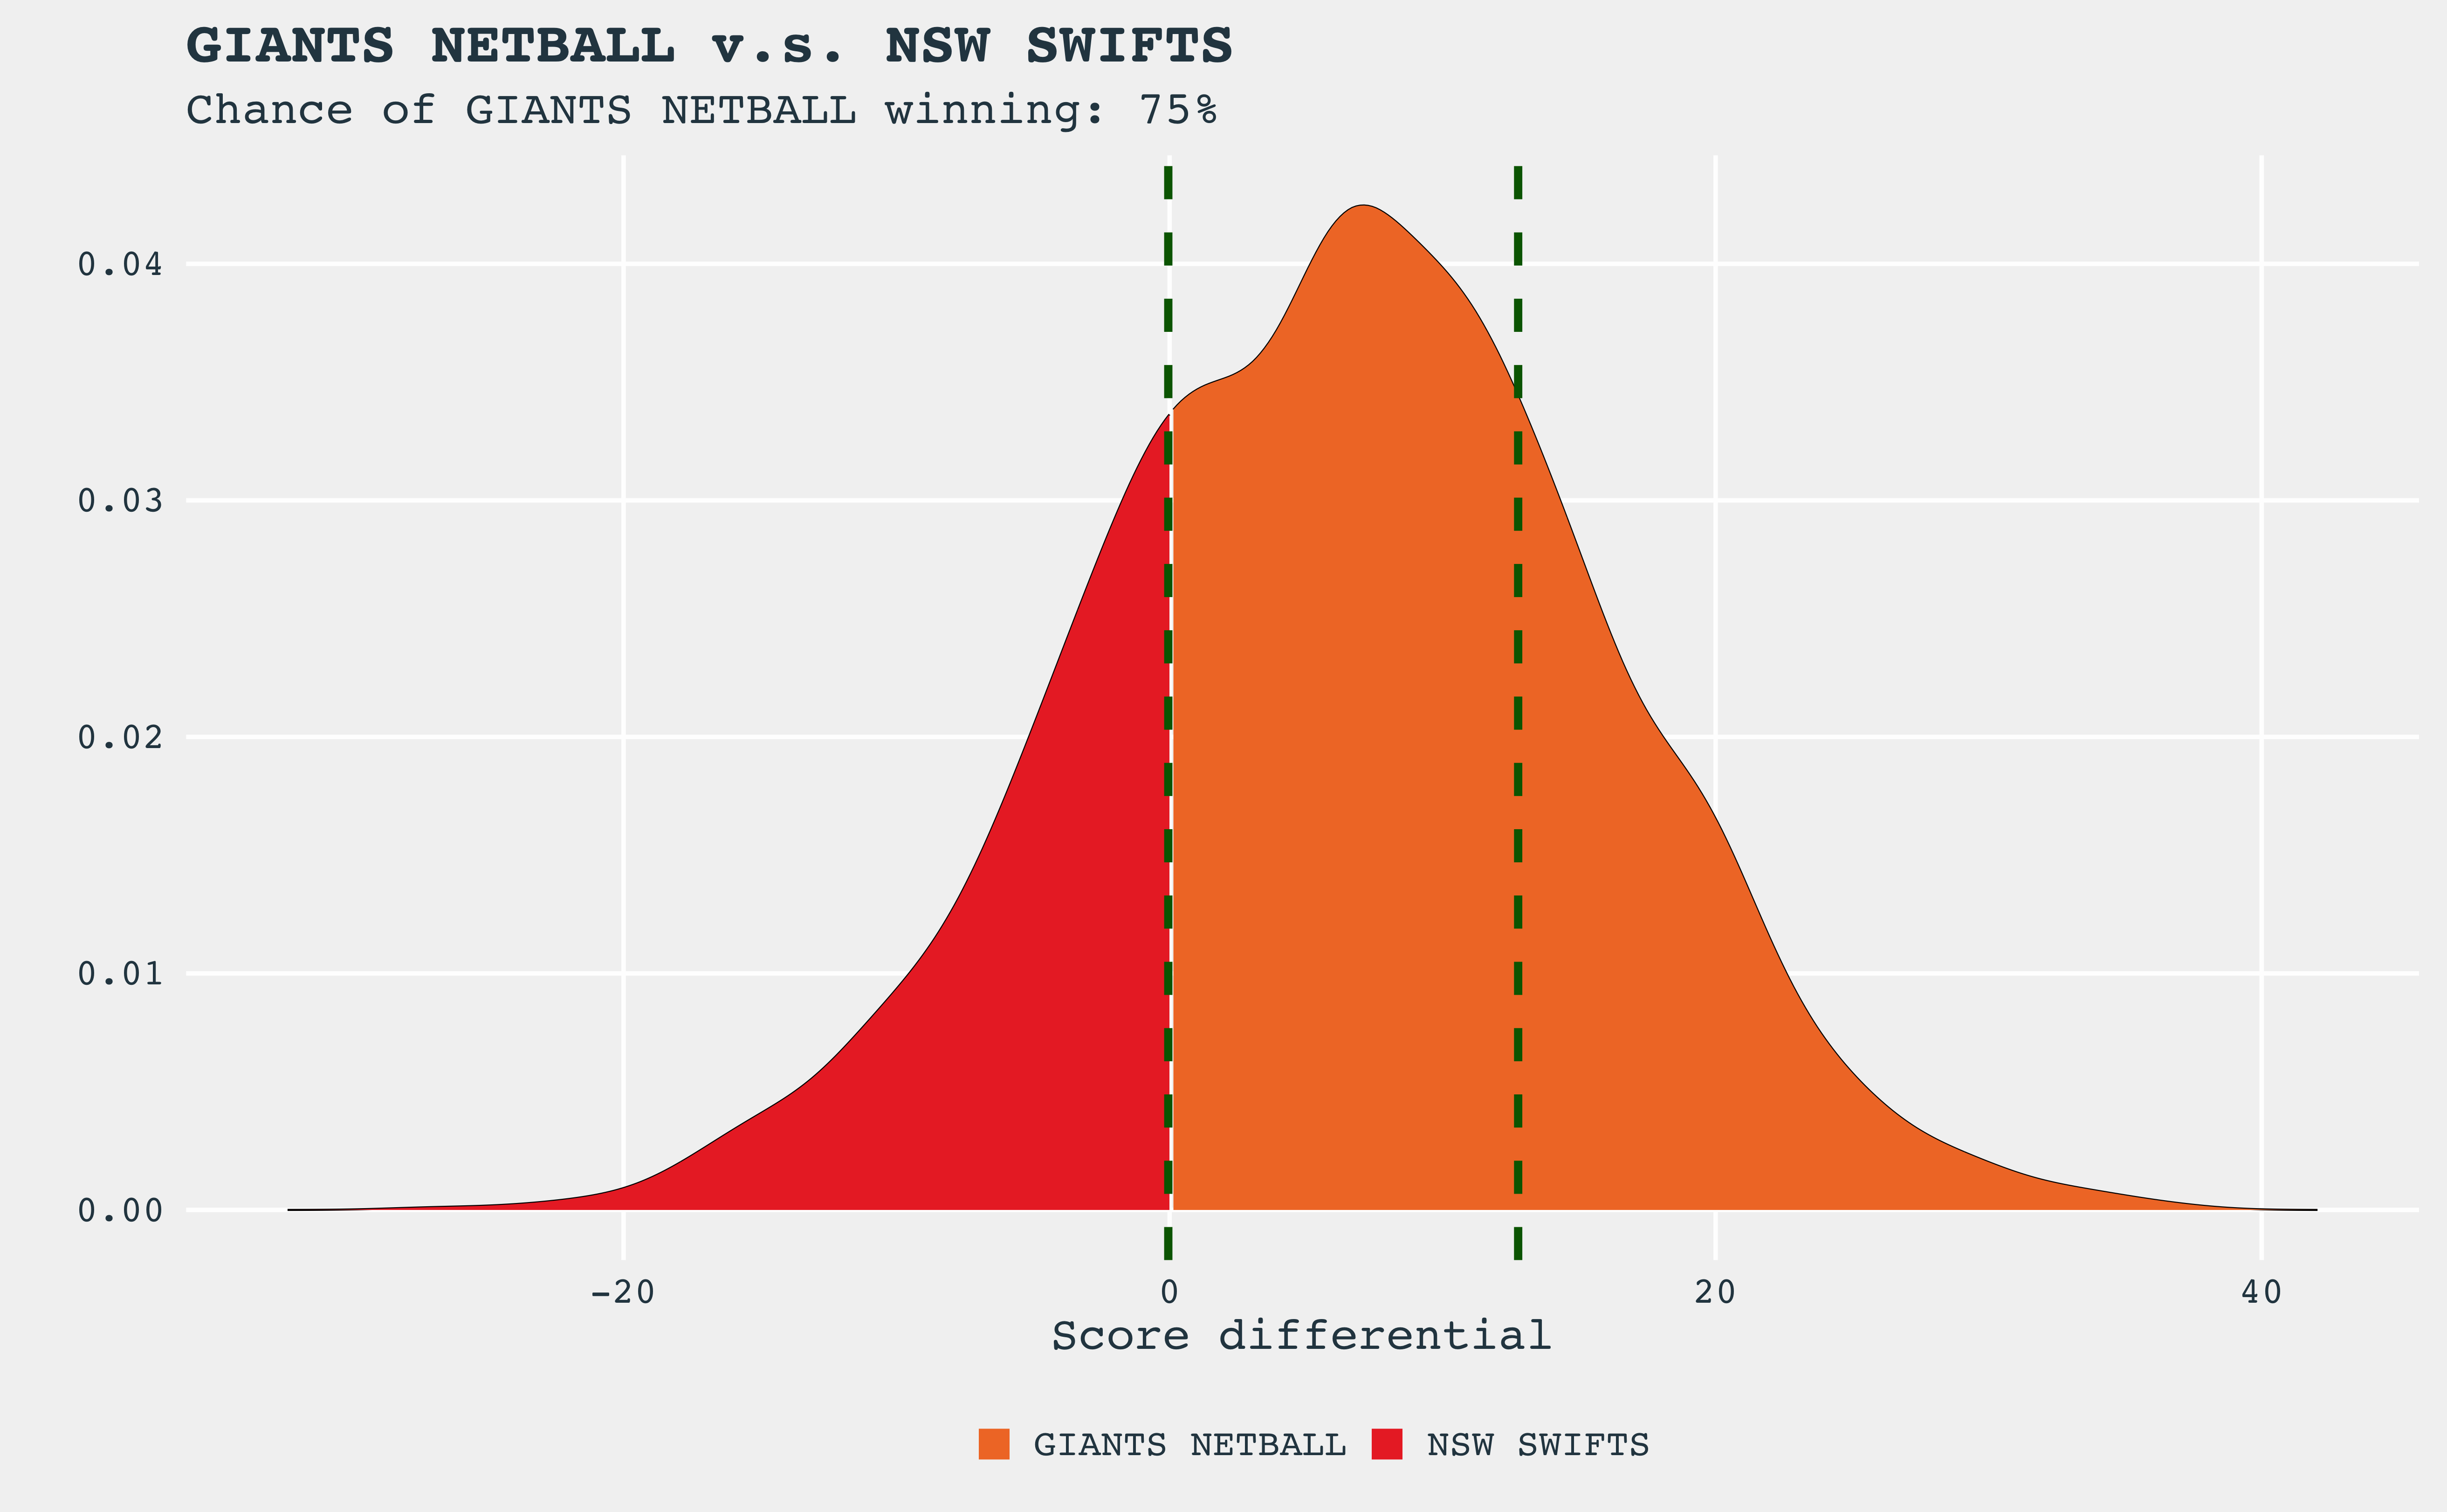 GIANTS NETBALL v.s. NSW SWIFTS
Chance of GIANTS NETBALL winning: 75%
0.04
0.03
0.02
0.01
0.00
-20 0 20 40
Score differential
GIANTS NETBALL NSW SWIFTS